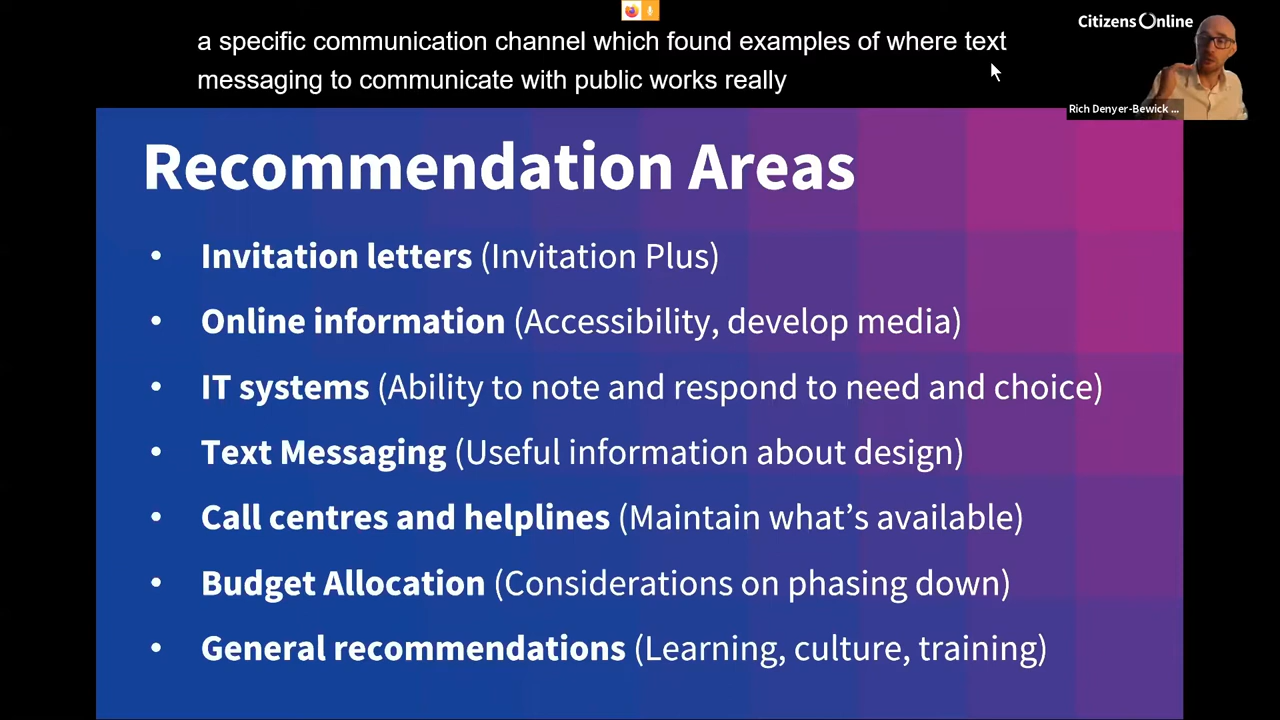 a specific communication channel which found examples of where text
messaging to communicate with public works really
Citizens Online
Rich Denyer-Bewick ...
Recommendation Areas
• Invitation letters (Invitation Plus)
• Online information (Accessibility, develop media)
• IT systems (Ability to note and respond to need and choice)
• Text Messaging (Useful information about design)
• Call centres and helplines (Maintain what’s available)
• Budget Allocation (Considerations on phasing down)
• General recommendations (Learning, culture, training)